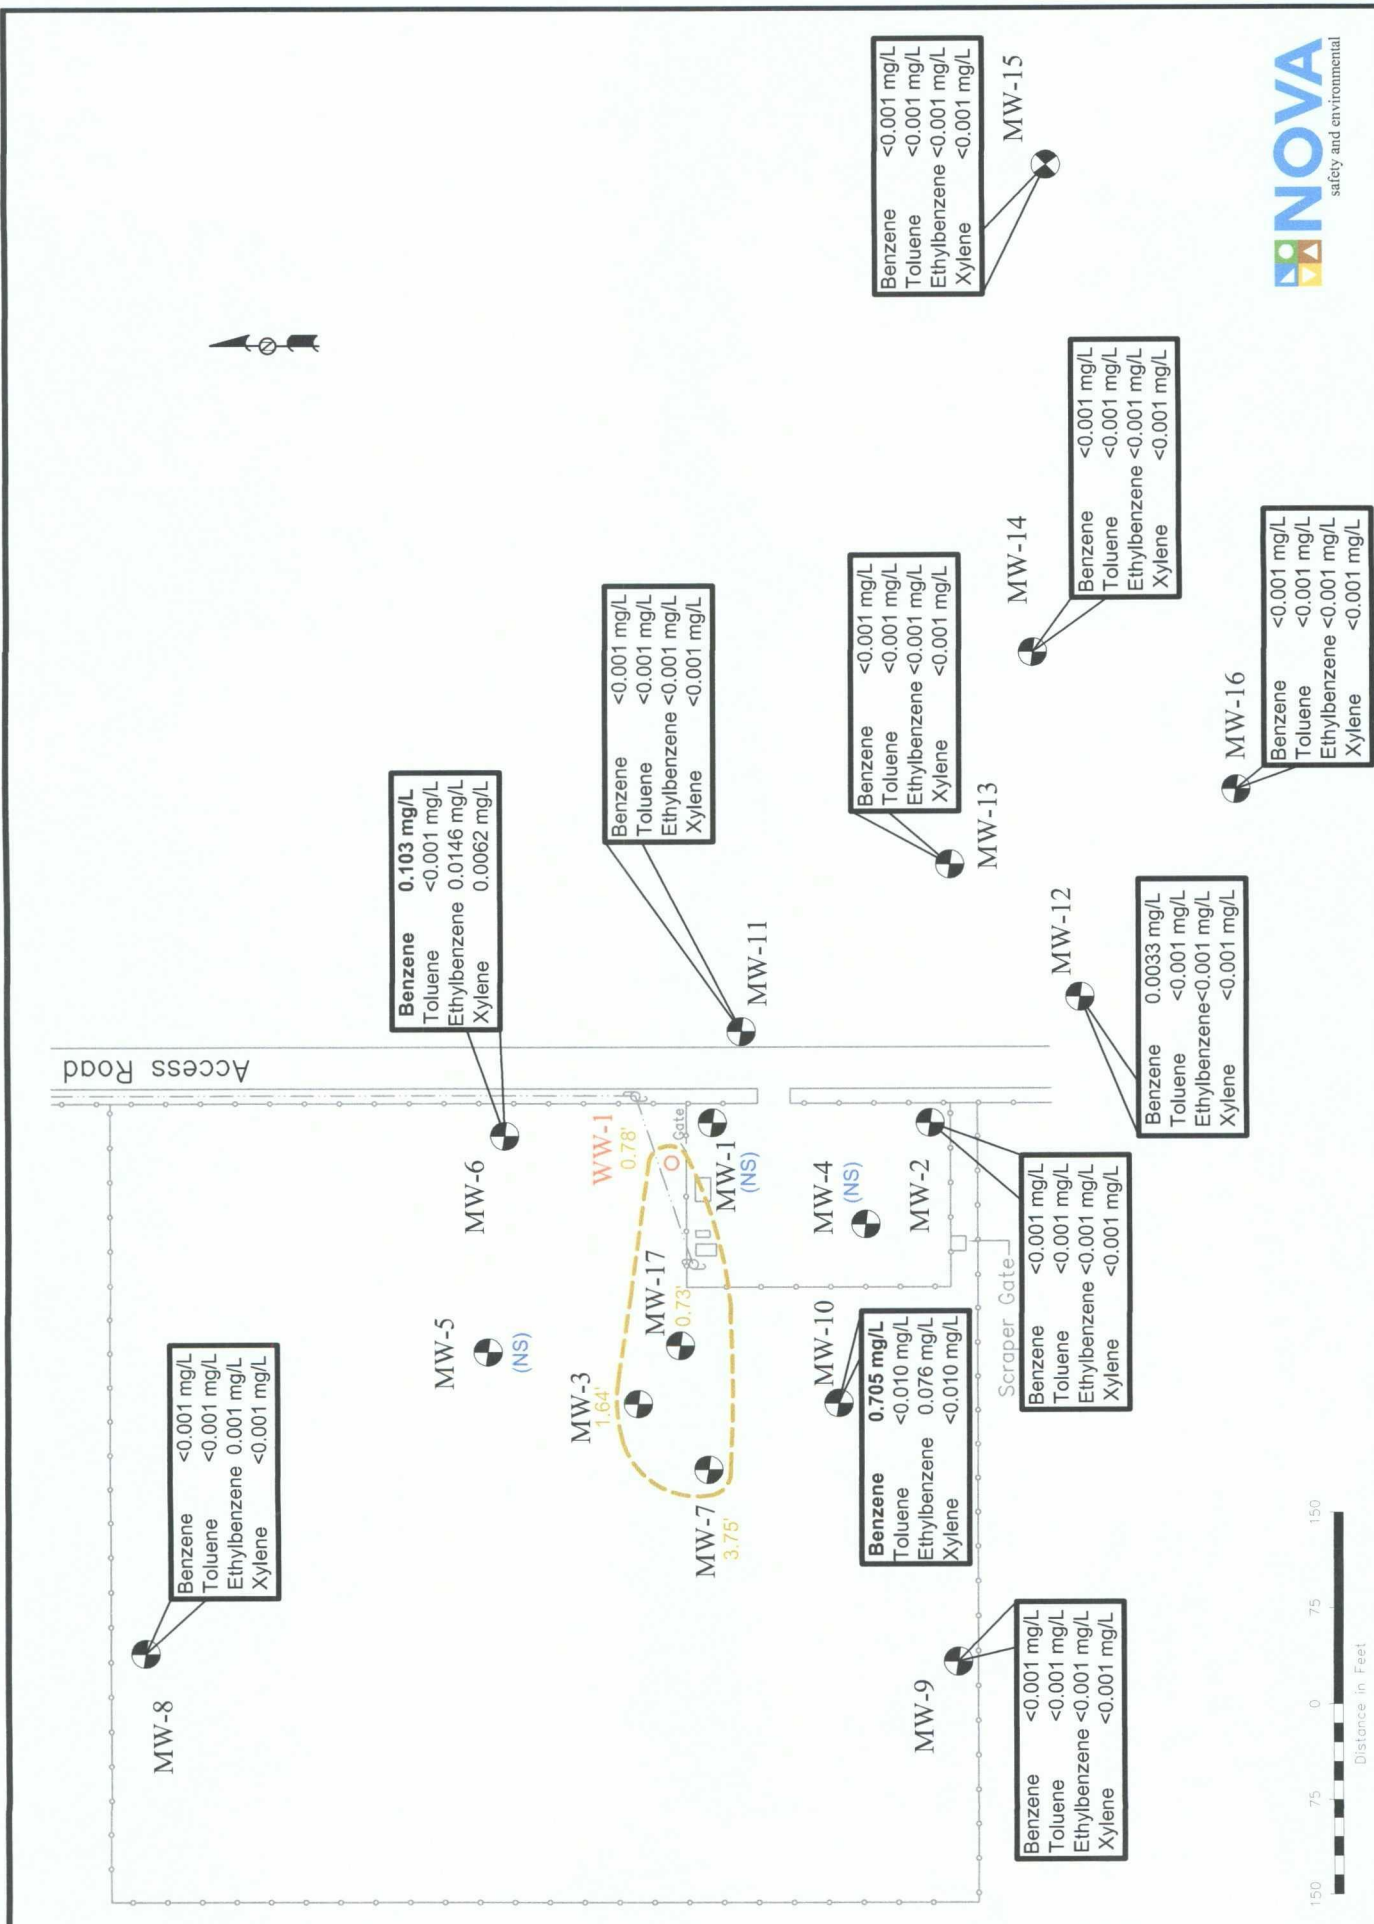 MW-8
Benzene <0.001 mg/L
Toluene <0.001 mg/L
Ethylbenzene 0.001 mg/L
Xylene <0.001 mg/L
MW-5
(NS)
MW-6
Benzene 0.103 mg/L
Toluene <0.001 mg/L
Ethylbenzene 0.0146 mg/L
Xylene 0.0062 mg/L
Access Road
MW-3
1.64'
MW-17
0.73'
WW-1
0.78'
Gate
MW-7
3.75'
MW-1
(NS)
MW-11
Benzene <0.001 mg/L
Toluene <0.001 mg/L
Ethylbenzene <0.001 mg/L
Xylene <0.001 mg/L
MW-10
Benzene 0.705 mg/L
Toluene <0.010 mg/L
Ethylbenzene 0.076 mg/L
Xylene <0.010 mg/L
MW-4
(NS)
MW-2
Benzene <0.001 mg/L
Toluene <0.001 mg/L
Ethylbenzene <0.001 mg/L
Xylene <0.001 mg/L
Scraper Gate
MW-9
Benzene <0.001 mg/L
Toluene <0.001 mg/L
Ethylbenzene <0.001 mg/L
Xylene <0.001 mg/L
MW-13
Benzene <0.001 mg/L
Toluene <0.001 mg/L
Ethylbenzene <0.001 mg/L
Xylene <0.001 mg/L
MW-15
Benzene <0.001 mg/L
Toluene <0.001 mg/L
Ethylbenzene <0.001 mg/L
Xylene <0.001 mg/L
MW-14
Benzene <0.001 mg/L
Toluene <0.001 mg/L
Ethylbenzene <0.001 mg/L
Xylene <0.001 mg/L
MW-12
Benzene 0.0033 mg/L
Toluene <0.001 mg/L
Ethylbenzene<0.001 mg/L
Xylene <0.001 mg/L
MW-16
Benzene <0.001 mg/L
Toluene <0.001 mg/L
Ethylbenzene <0.001 mg/L
Xylene <0.001 mg/L
150 75 0 75 150
Distance in Feet
N
NOVA
safety and environmental